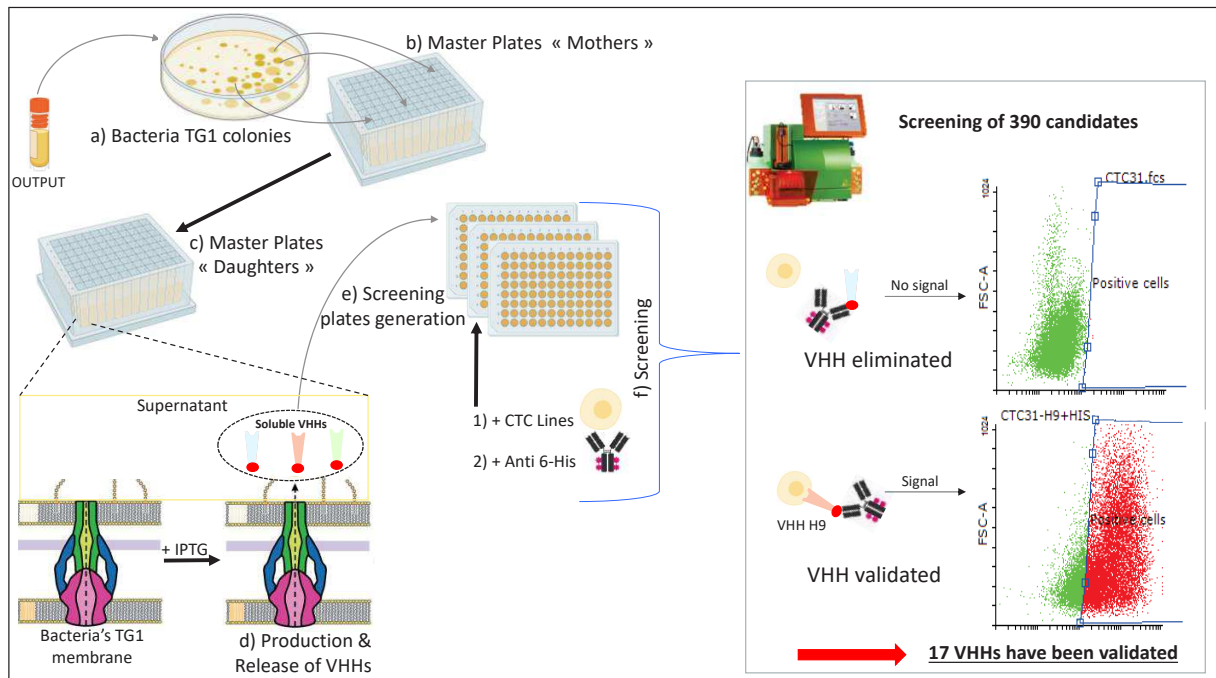 b) Master Plates « Mothers »
a) Bacteria TG1 colonies
OUTPUT
c) Master Plates
« Daughters »
e) Screening
plates generation
Supernatant
Soluble VHHs
1) + CTC Lines
2) + Anti 6-His
f) Screening
+ IPTG
Bacteria's TG1
membrane
d) Production &
Release of VHHs
Screening of 390 candidates
CTC31.fcs
1024
FSC-A
Positive cells
No signal
VHH eliminated
CTC31-H9+HIS
1024
FSC-A
Positive cells
Signal
VHH H9
VHH validated
17 VHHs have been validated